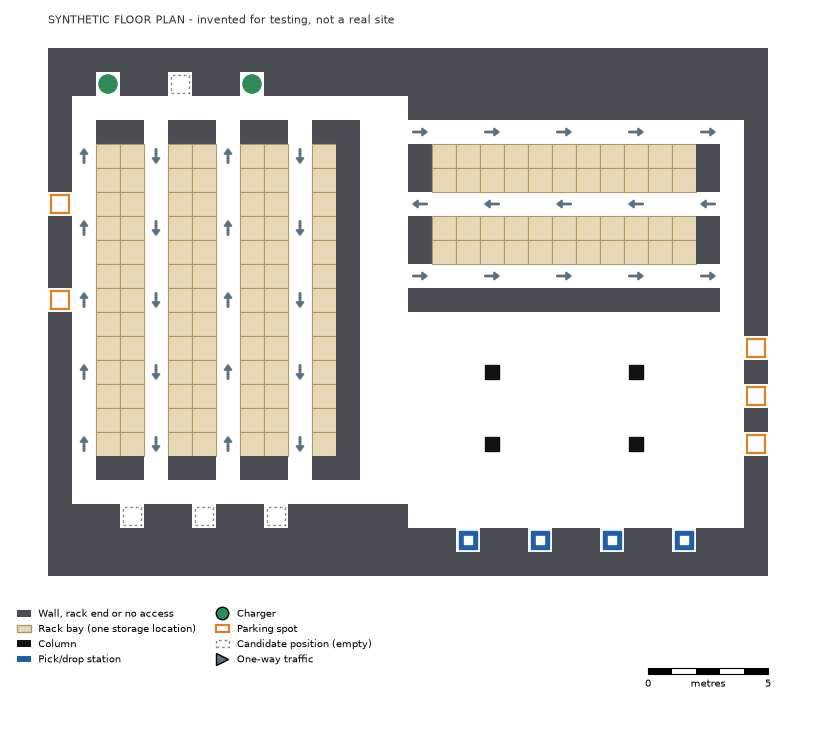 SYNTHETIC FLOOR PLAN - invented for testing, not a real site
Wall, rack end or no access
Rack bay (one storage location)
Column
Pick/drop station
Charger
Parking spot
Candidate position (empty)
One-way traffic
0 metres 5